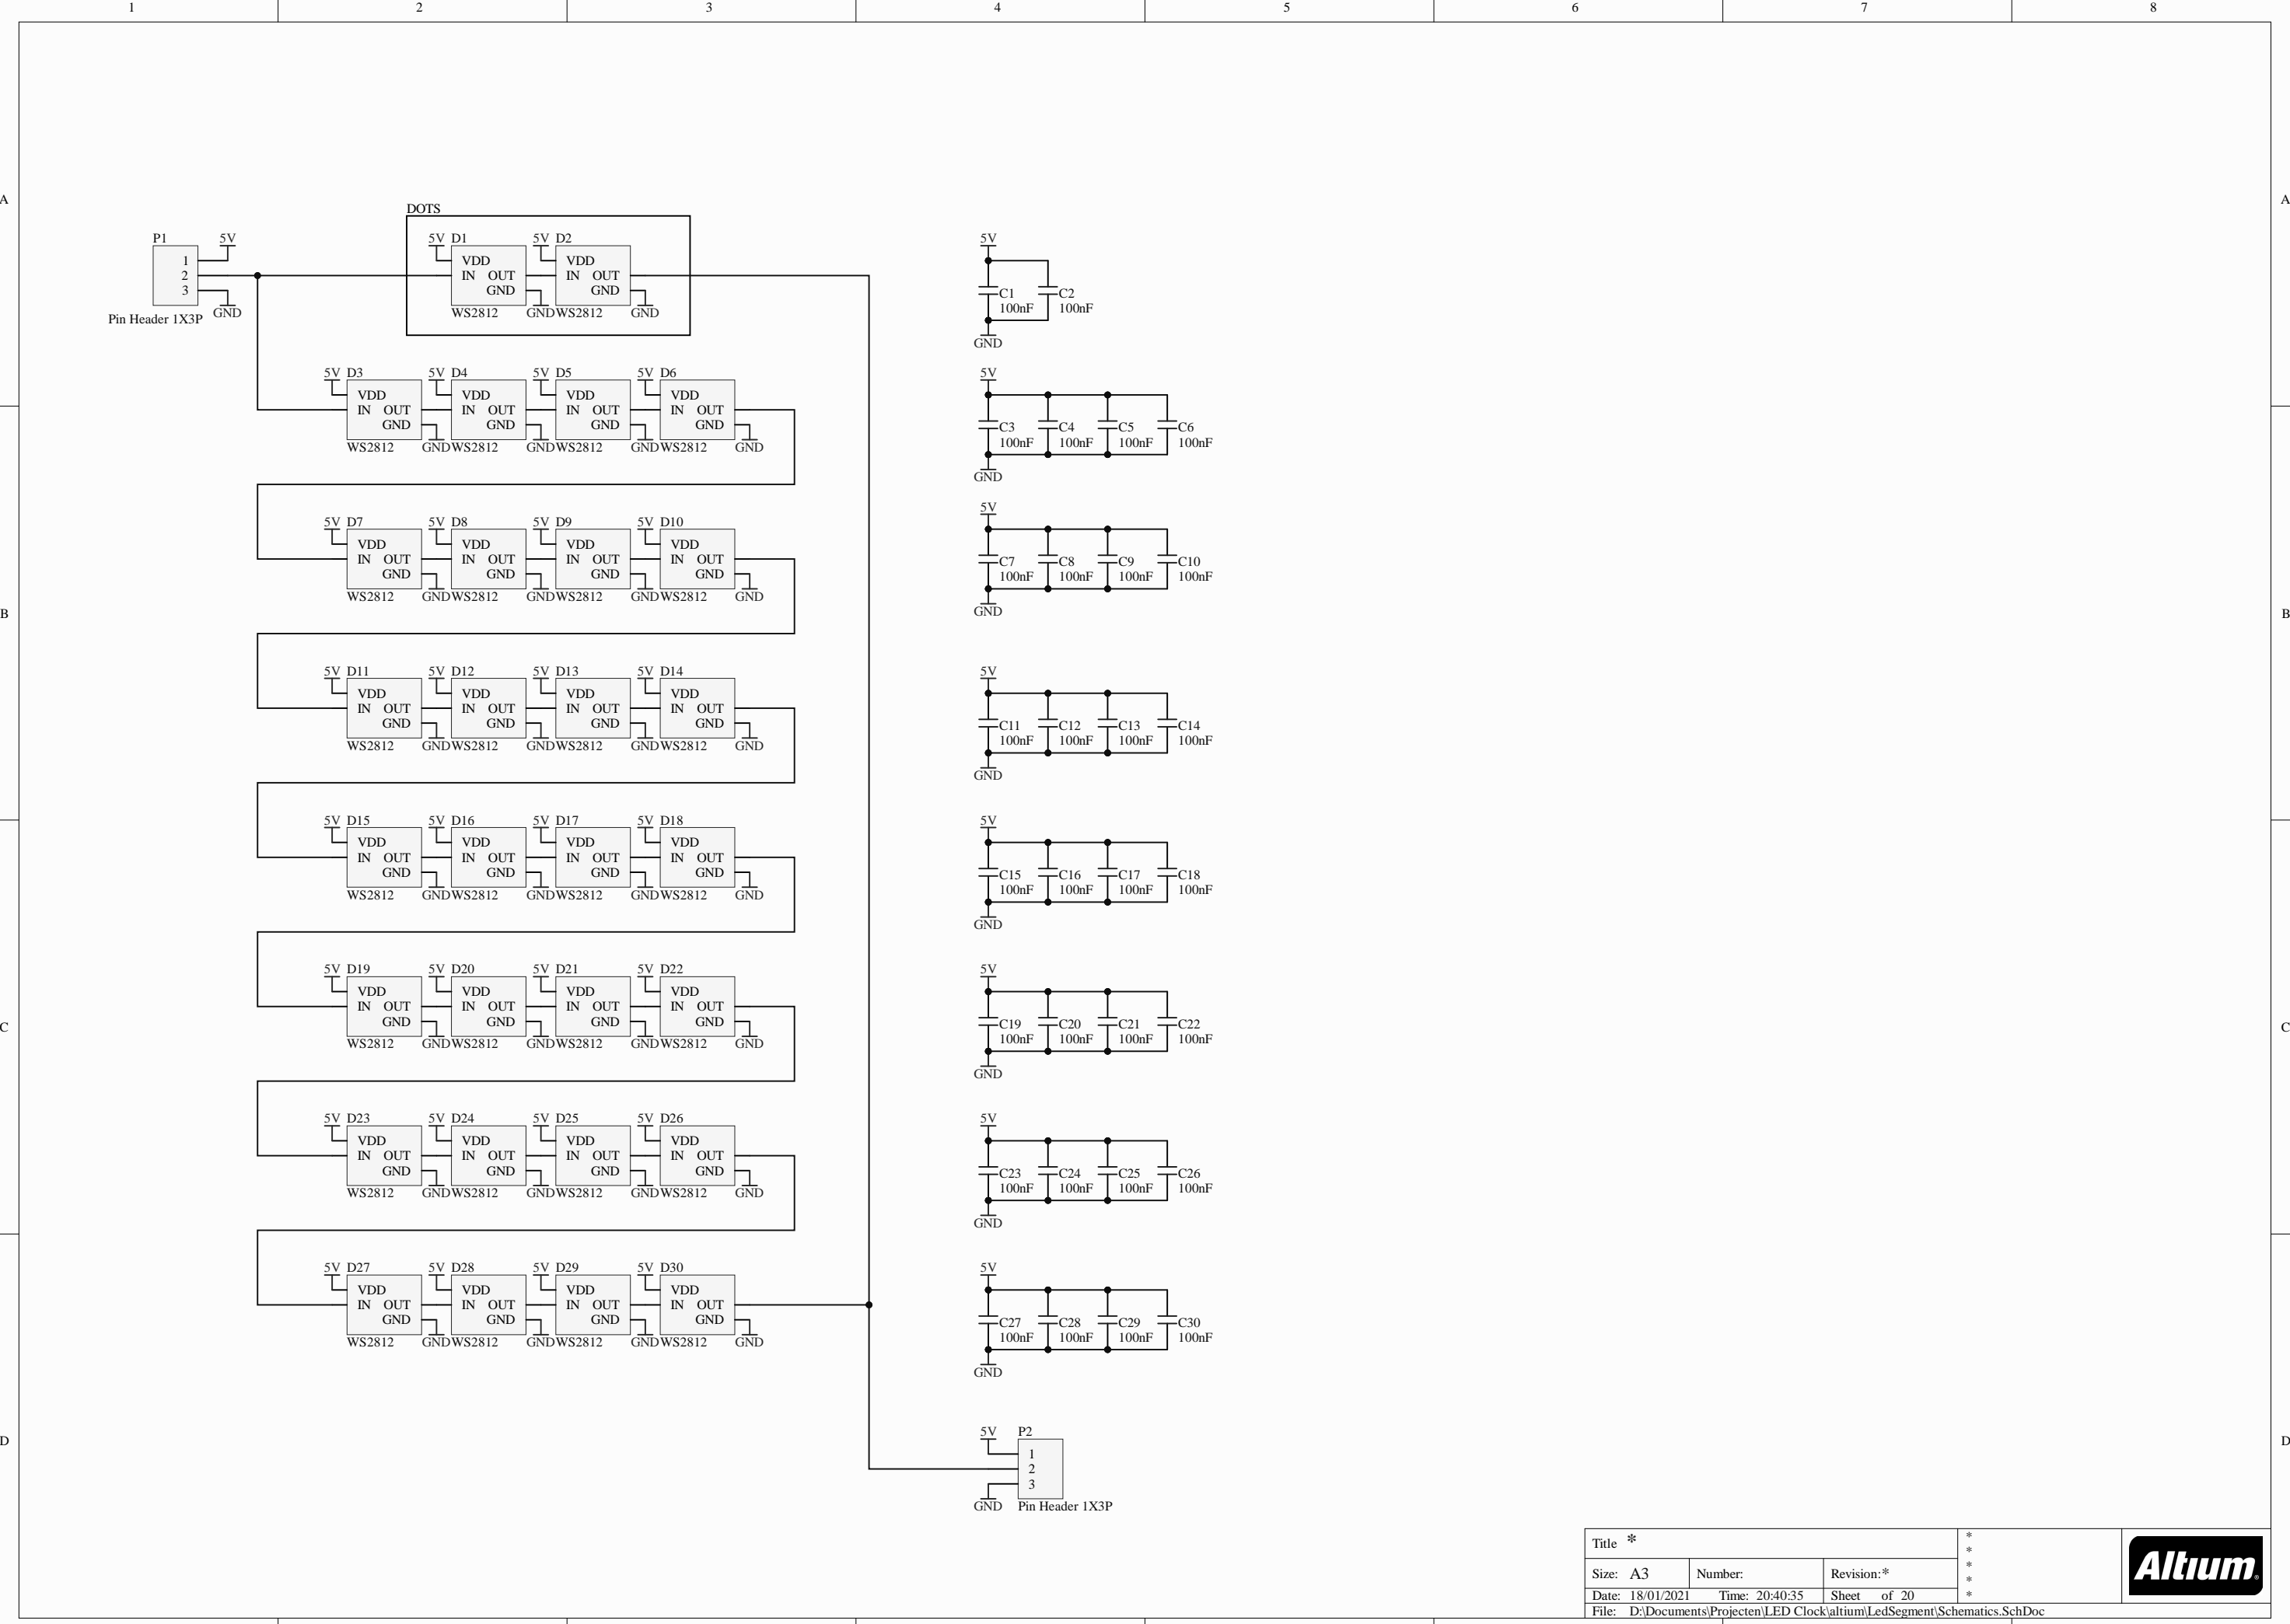 1 2 3 4 5 6 7 8
A A
DOTS
P1 5V 5V D1 5V D2 5V
1 VDD VDD
2 IN OUT IN OUT
3 GND GND C1 C2
100nF 100nF
Pin Header 1X3P GND WS2812 GND WS2812 GND
GND
5V D3 5V D4 5V D5 5V D6 5V
VDD VDD VDD VDD
IN OUT IN OUT IN OUT IN OUT
GND GND GND GND C3 C4 C5 C6
100nF 100nF 100nF 100nF
WS2812 GND WS2812 GND WS2812 GND WS2812 GND
GND
5V
5V D7 5V D8 5V D9 5V D10
VDD VDD VDD VDD
IN OUT IN OUT IN OUT IN OUT C7 C8 C9 C10
GND GND GND GND 100nF 100nF 100nF 100nF
WS2812 GND WS2812 GND WS2812 GND WS2812 GND
GND
B B
5V D11 5V D12 5V D13 5V D14 5V
VDD VDD VDD VDD
IN OUT IN OUT IN OUT IN OUT
GND GND GND GND C11 C12 C13 C14
100nF 100nF 100nF 100nF
WS2812 GND WS2812 GND WS2812 GND WS2812 GND
GND
5V D15 5V D16 5V D17 5V D18 5V
VDD VDD VDD VDD
IN OUT IN OUT IN OUT IN OUT
GND GND GND GND C15 C16 C17 C18
100nF 100nF 100nF 100nF
WS2812 GND WS2812 GND WS2812 GND WS2812 GND
GND
5V D19 5V D20 5V D21 5V D22 5V
VDD VDD VDD VDD
IN OUT IN OUT IN OUT IN OUT
GND GND GND GND C19 C20 C21 C22
C C
100nF 100nF 100nF 100nF
WS2812 GND WS2812 GND WS2812 GND WS2812 GND
GND
5V D23 5V D24 5V D25 5V D26 5V
VDD VDD VDD VDD
IN OUT IN OUT IN OUT IN OUT
GND GND GND GND C23 C24 C25 C26
100nF 100nF 100nF 100nF
WS2812 GND WS2812 GND WS2812 GND WS2812 GND
GND
5V D27 5V D28 5V D29 5V D30 5V
VDD VDD VDD VDD
IN OUT IN OUT IN OUT IN OUT
GND GND GND GND C27 C28 C29 C30
100nF 100nF 100nF 100nF
WS2812 GND WS2812 GND WS2812 GND WS2812 GND
GND
5V P2
D D
1
2
3
GND Pin Header 1X3P
Title *
Size: A3 Number: Revision:*
Date: 18/01/2021 Time: 20:40:35 Sheet of 20
File: D:\Documents\Projecten\LED Clock\altium\LedSegment\Schematics.SchDoc
*
*
*
*
*
Altium